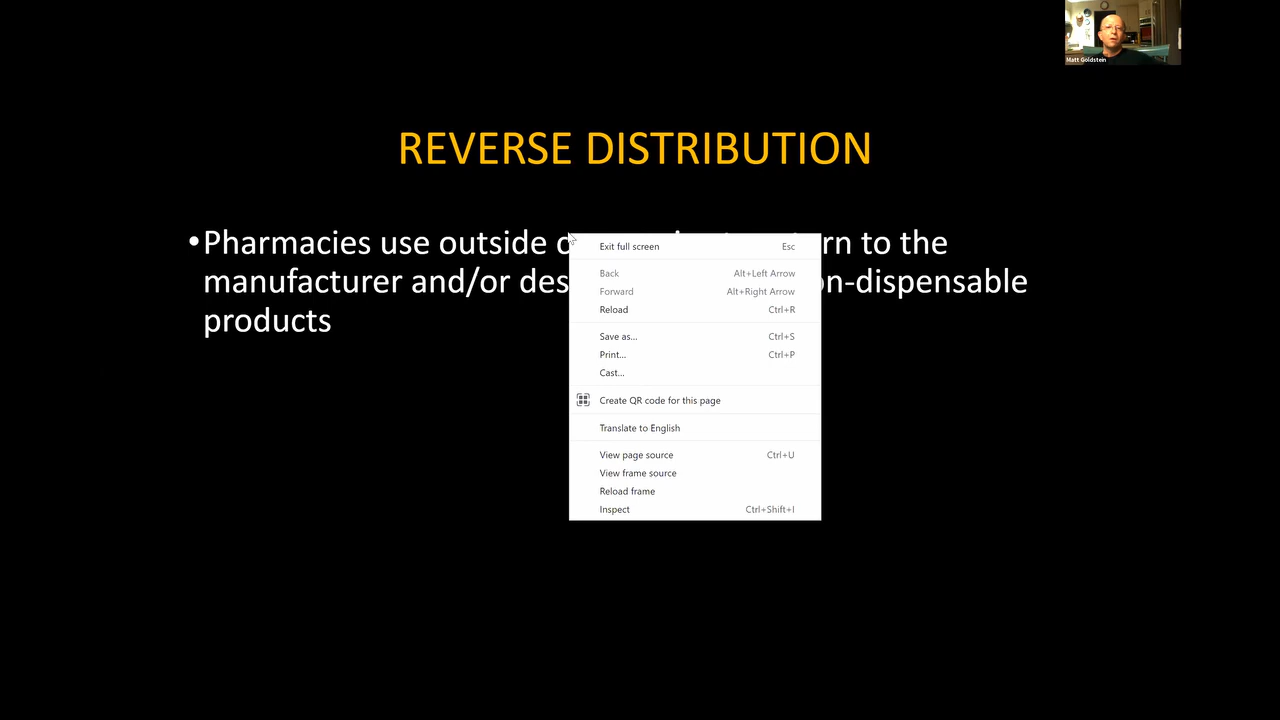 Matt Goldstein
REVERSE DISTRIBUTION
•Pharmacies use outside rn to the
manufacturer and/or des on-dispensable
products
Exit full screen Esc
Back Alt+Left Arrow
Forward Alt+Right Arrow
Reload Ctrl+R
Save as... Ctrl+S
Print... Ctrl+P
Cast...
Create QR code for this page
Translate to English
View page source Ctrl+U
View frame source
Reload frame
Inspect Ctrl+Shift+I